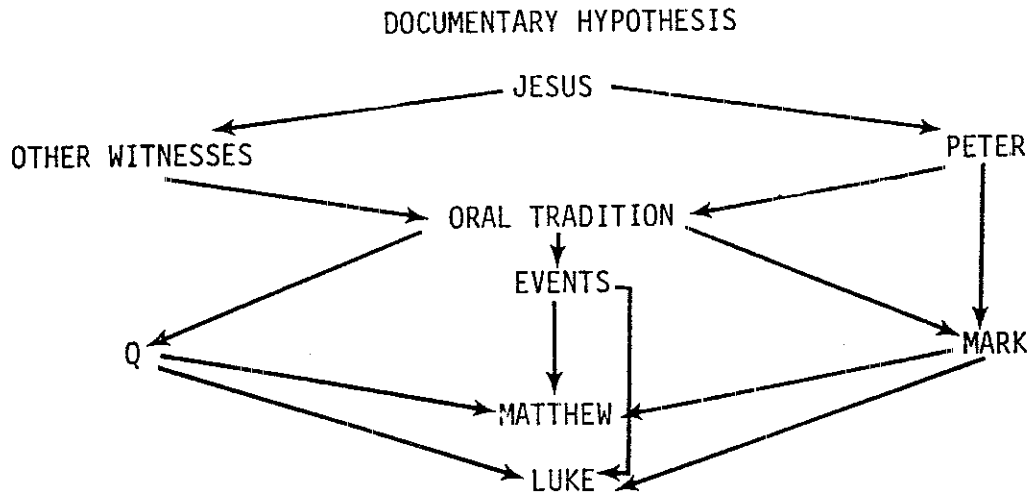 DOCUMENTARY HYPOTHESIS
JESUS
OTHER WITNESSES
PETER
ORAL TRADITION
EVENTS
Q
MARK
MATTHEW
LUKE